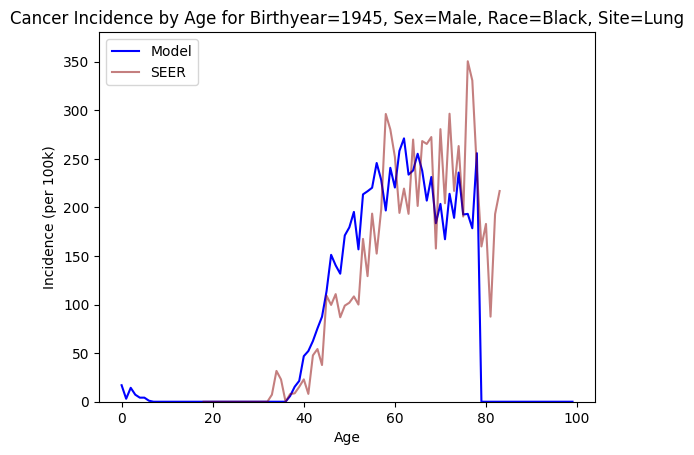 Cancer Incidence by Age for Birthyear=1945, Sex=Male, Race=Black, Site=Lung
Model
SEER
350
300
250
200
150
100
50
0
Incidence (per 100k)
0 20 40 60 80 100
Age